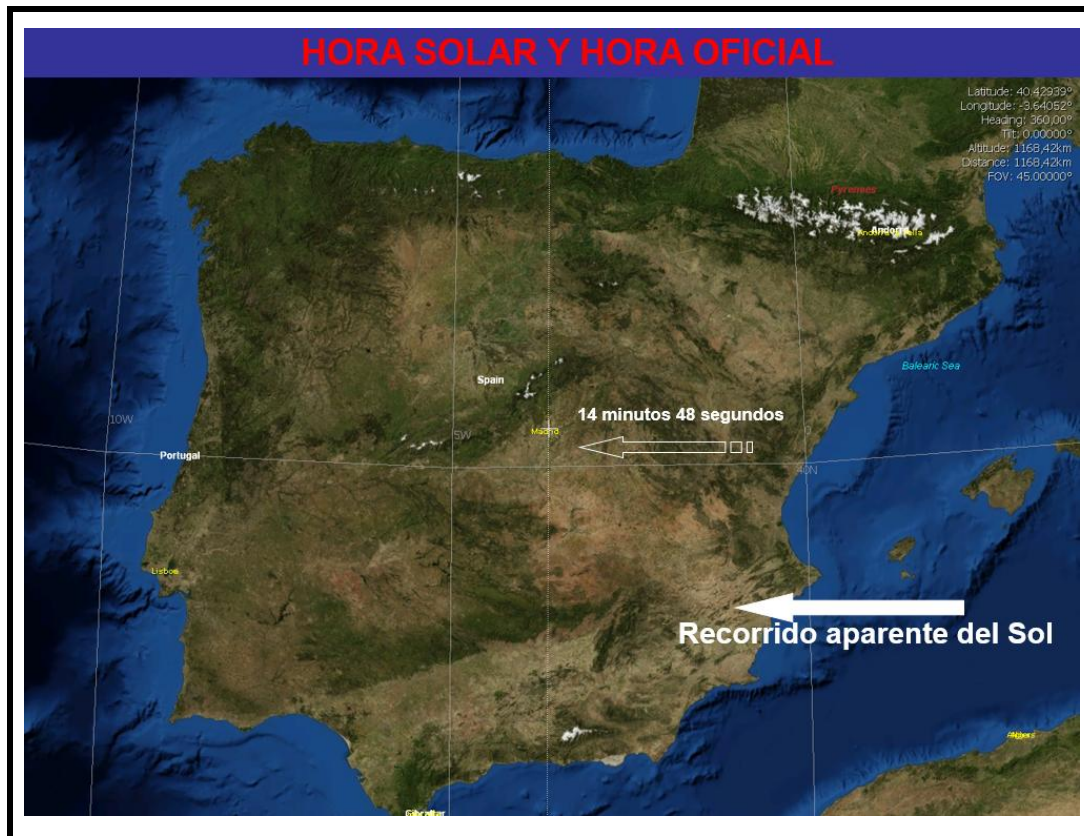 HORA SOLAR Y HORA OFICIAL
Latitude: 40,42939°
Longitude: -3,64052°
Heading: 360,00°
Tilt: 0,00000°
Altitude: 1168,42km
Distance: 1168,42km
FOV: 45.00000°
Pyrenees
Andorra
Spain
Balearic Sea
14 minutos 48 segundos
10W
Madrid
5W
0
Portugal
40N
Lisboa
Recorrido aparente del Sol
Gibraltar